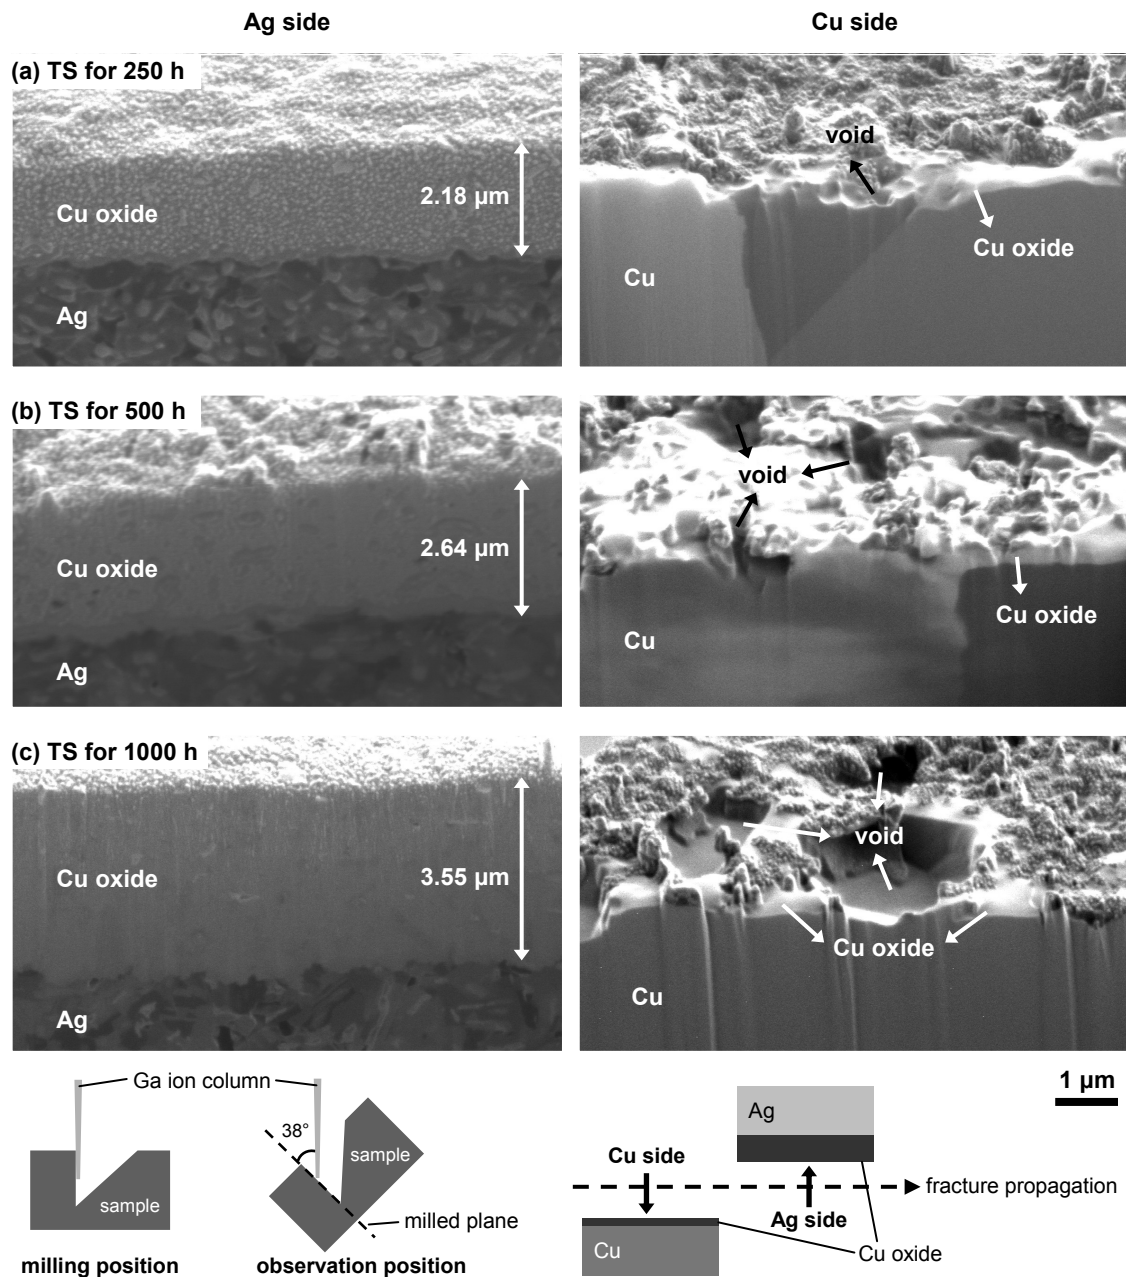 Ag side
Cu side
(a) TS for 250 h
Cu oxide
2.18 µm
Ag
void
Cu oxide
Cu
(b) TS for 500 h
Cu oxide
2.64 µm
Ag
void
Cu oxide
Cu
(c) TS for 1000 h
Cu oxide
3.55 µm
Ag
void
Cu oxide
Cu
Ga ion column
38°
sample
sample
milled plane
milling position
observation position
1 µm
Ag
Cu side
fracture propagation
Ag side
Cu
Cu oxide